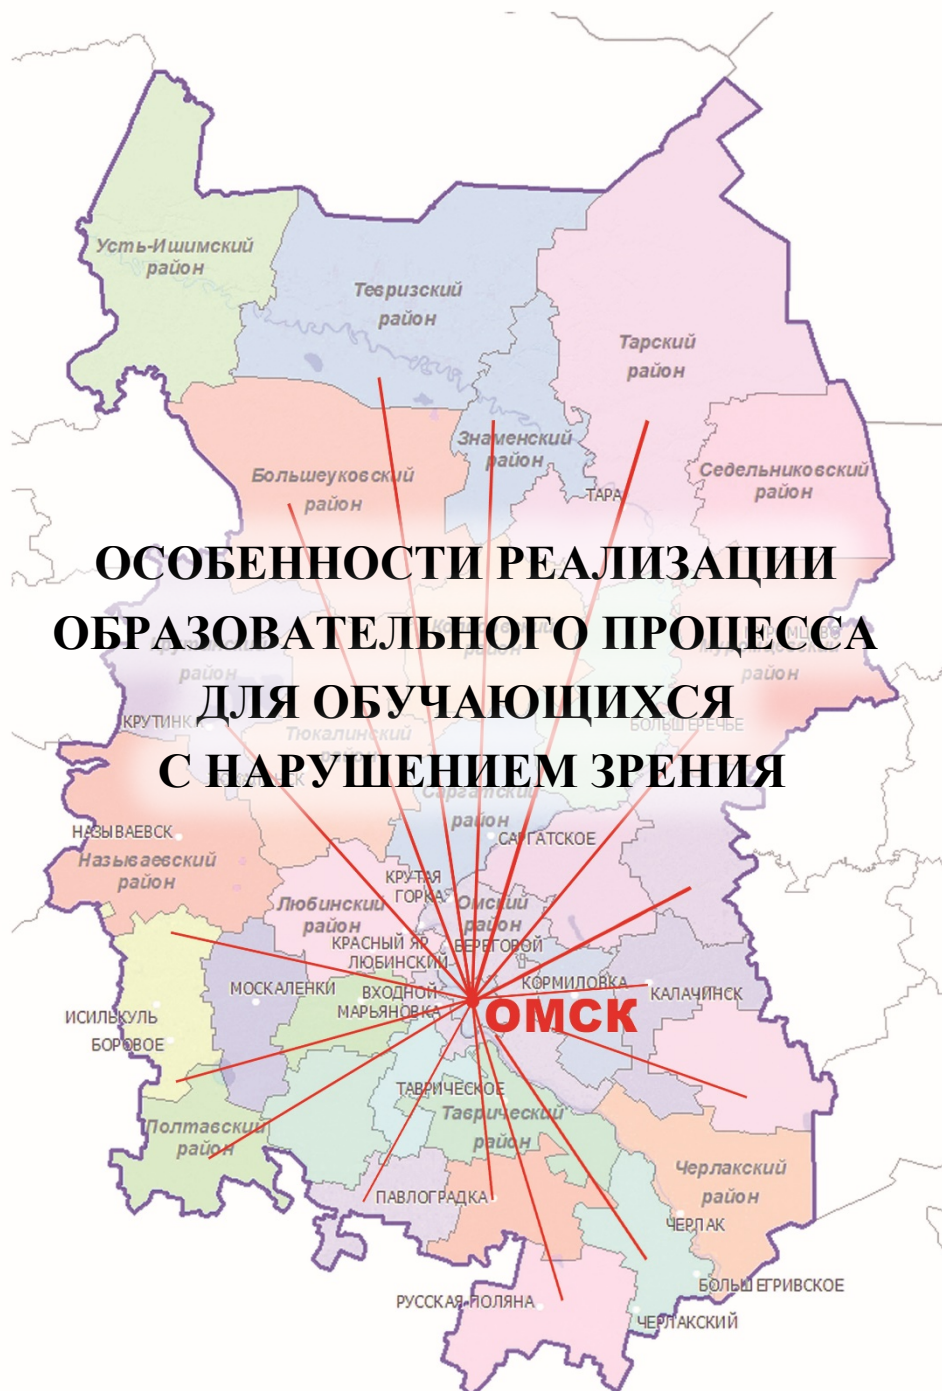 Усть-Ишимский
район
Тевризский
район
Тарский
район
Знаменский
район
Большеуковский
район
Седельниковский
район
ТАРА
ОСОБЕННОСТИ РЕАЛИЗАЦИИ
ОБРАЗОВАТЕЛЬНОГО ПРОЦЕССА
район
район
район
ДЛЯ ОБУЧАЮЩИХСЯ
КРУТИНК
БОЛЬШЕРЕЧЬЕ
Тюкалинский
С НАРУШЕНИЕМ ЗРЕНИЯ
Саргатский
район
НАЗЫВАЕВСК
САРГАТСКОЕ
Называевский
район
КРУТАЯ
ГОРКА
Любинский
район
Омский
район
КРАСНЫЙ ЯР
БЕРЕГОВОЙ
ЛЮБИНСКИЙ
МОСКАЛЕНКИ
ВХОДНОЙ
КОРМИЛОВКА
КАЛАЧИНСК
МАРЬЯНОВКА
ОМСК
ИСИЛЬКУЛЬ
БОРОВОЕ
ТАВРИЧЕСКОЕ
Таврический
район
Полтавский
район
Черлакский
район
ПАВЛОГРАДКА
ЧЕРЛАК
БОЛЬШЕГРИВСКОЕ
РУССКАЯ ПОЛЯНА
ЧЕРЛАКСКИЙ